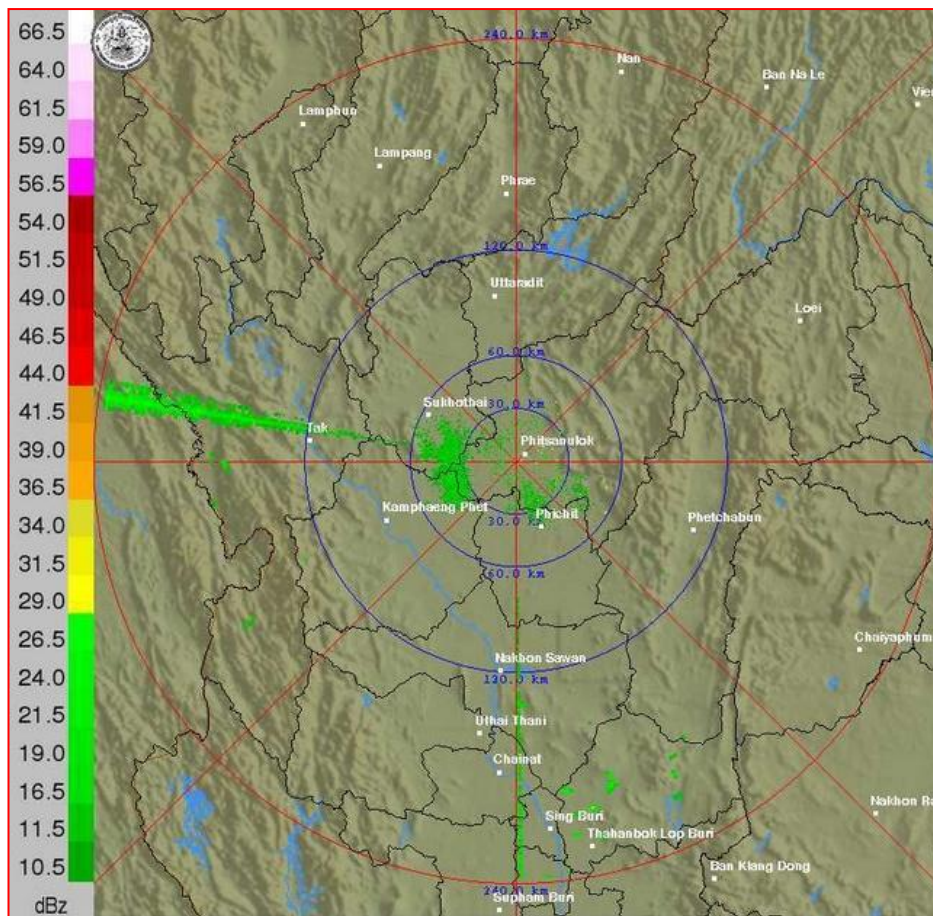 66.5
64.0
61.5
59.0
56.5
54.0
51.5
49.0
46.5
44.0
41.5
39.0
36.5
34.0
31.5
29.0
26.5
24.0
21.5
19.0
16.5
11.5
10.5
dBz
240.0 km
Nan
Ban Na Le
Vie
Lamphun
Lampang
Phrae
120.0 km
Uttaradit
Loei
60.0 km
Sukhothai
30.0 km
Tak
Phitsanulok
Kamphaeng Phet
30.0 km
Phichit
Phetchabun
60.0 km
Chaiyaphum
Nakhon Sawan
120.0 km
Uthai Thani
Chainat
Nakhon Ra
Sing Buri
Thahanbok Lop Buri
Ban Klang Dong
240.0 km
Supham Buri